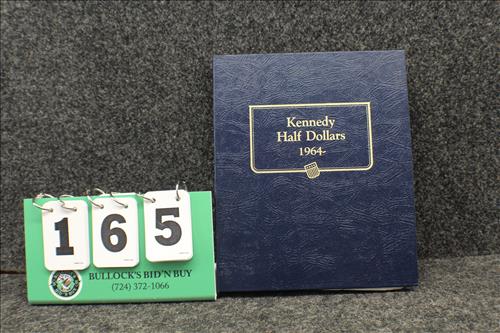 Kennedy
Half Dollars
1964-
165
BULLOCK'S BID'N BUY
(724) 372-1066